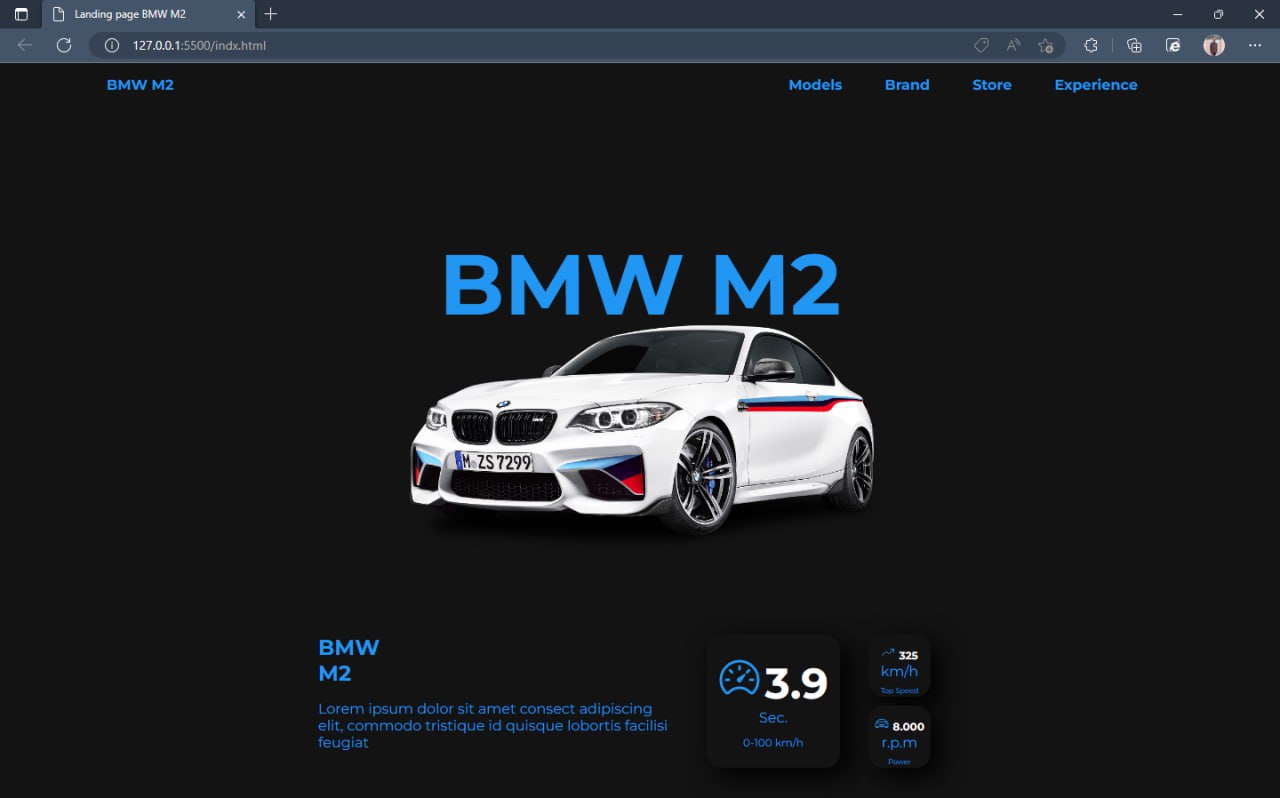 Landing page BMW M2
127.0.0.1:5500/indx.html
BMW M2
Models
Brand
Store
Experience
BMW M2
M ZS 7299
BMW
M2
Lorem ipsum dolor sit amet consect adipiscing
elit, commodo tristique id quisque lobortis facilisi
feugiat
3.9
Sec.
0-100 km/h
325
km/h
Top Speed
8.000
r.p.m
Power